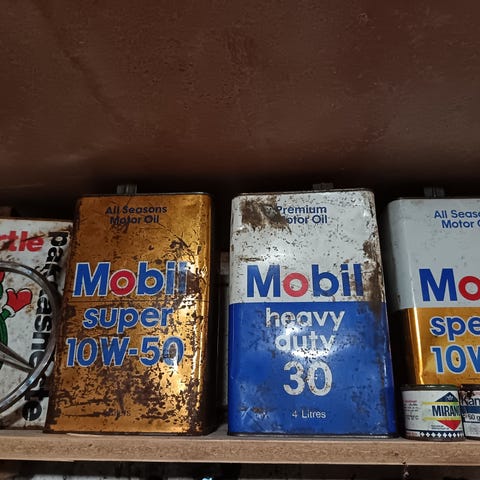 All Seasons
Motor Oil
Mobil
super
10W-50
Premium
Motor Oil
Mobil
heavy
duty
30
4 Litres
All Seas
Motor O
Mo
spe
10W
MIRAN